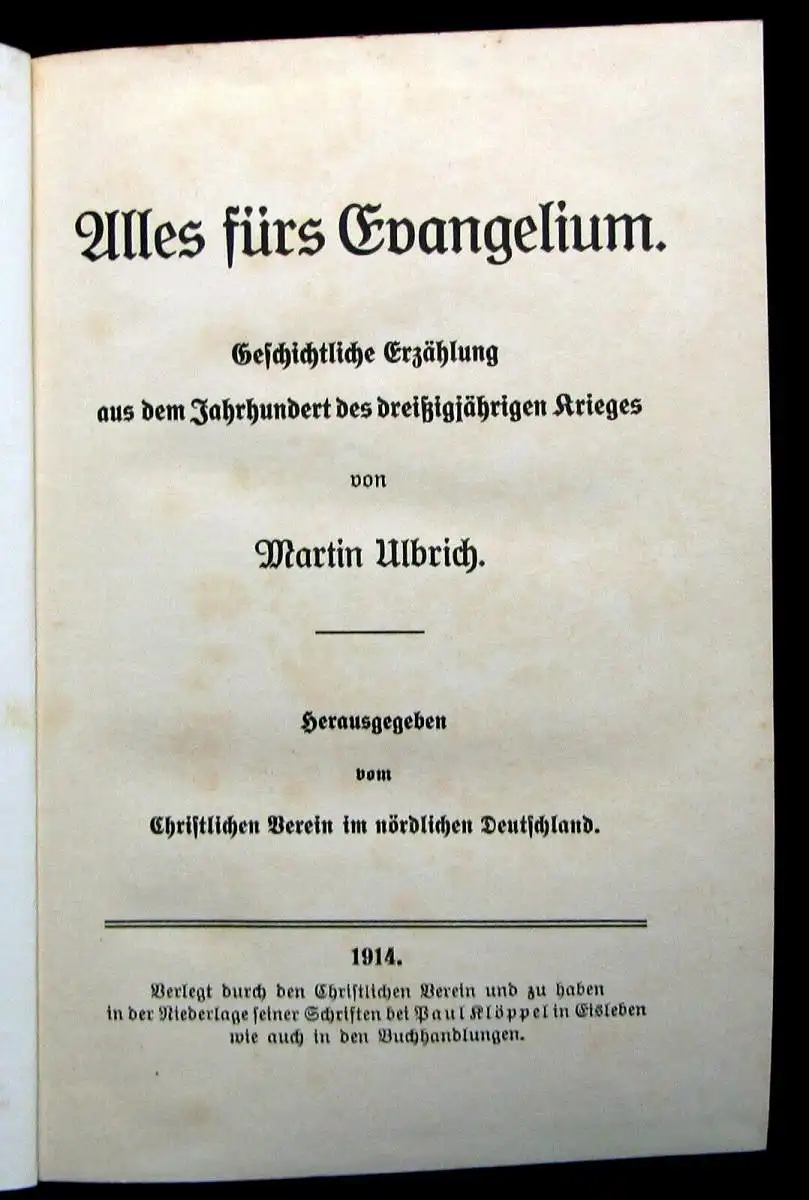 Alles fürs Evangelium.
Geschichtliche Erzählung
aus dem Jahrhundert des dreißigjährigen Krieges
von
Martin Ulbrich.
Herausgegeben
vom
Christlichen Verein im nördlichen Deutschland.
1914.
Verlegt durch den Christlichen Verein und zu haben
in der Niederlage seiner Schriften bei Paul Klöppel in Eisleben
wie auch in den Buchhandlungen.